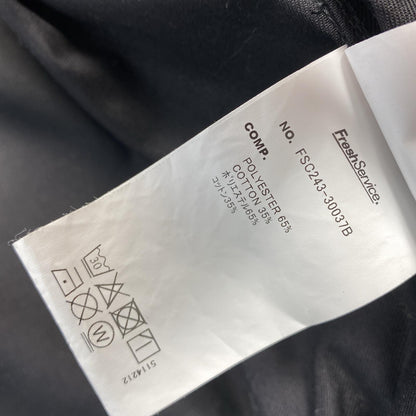 FreshService.
NO. FSC243-30037B
COMP.
POLYESTER 65%
COTTON 35%
ポリエステル65%
コットン35%
30
W
5114212